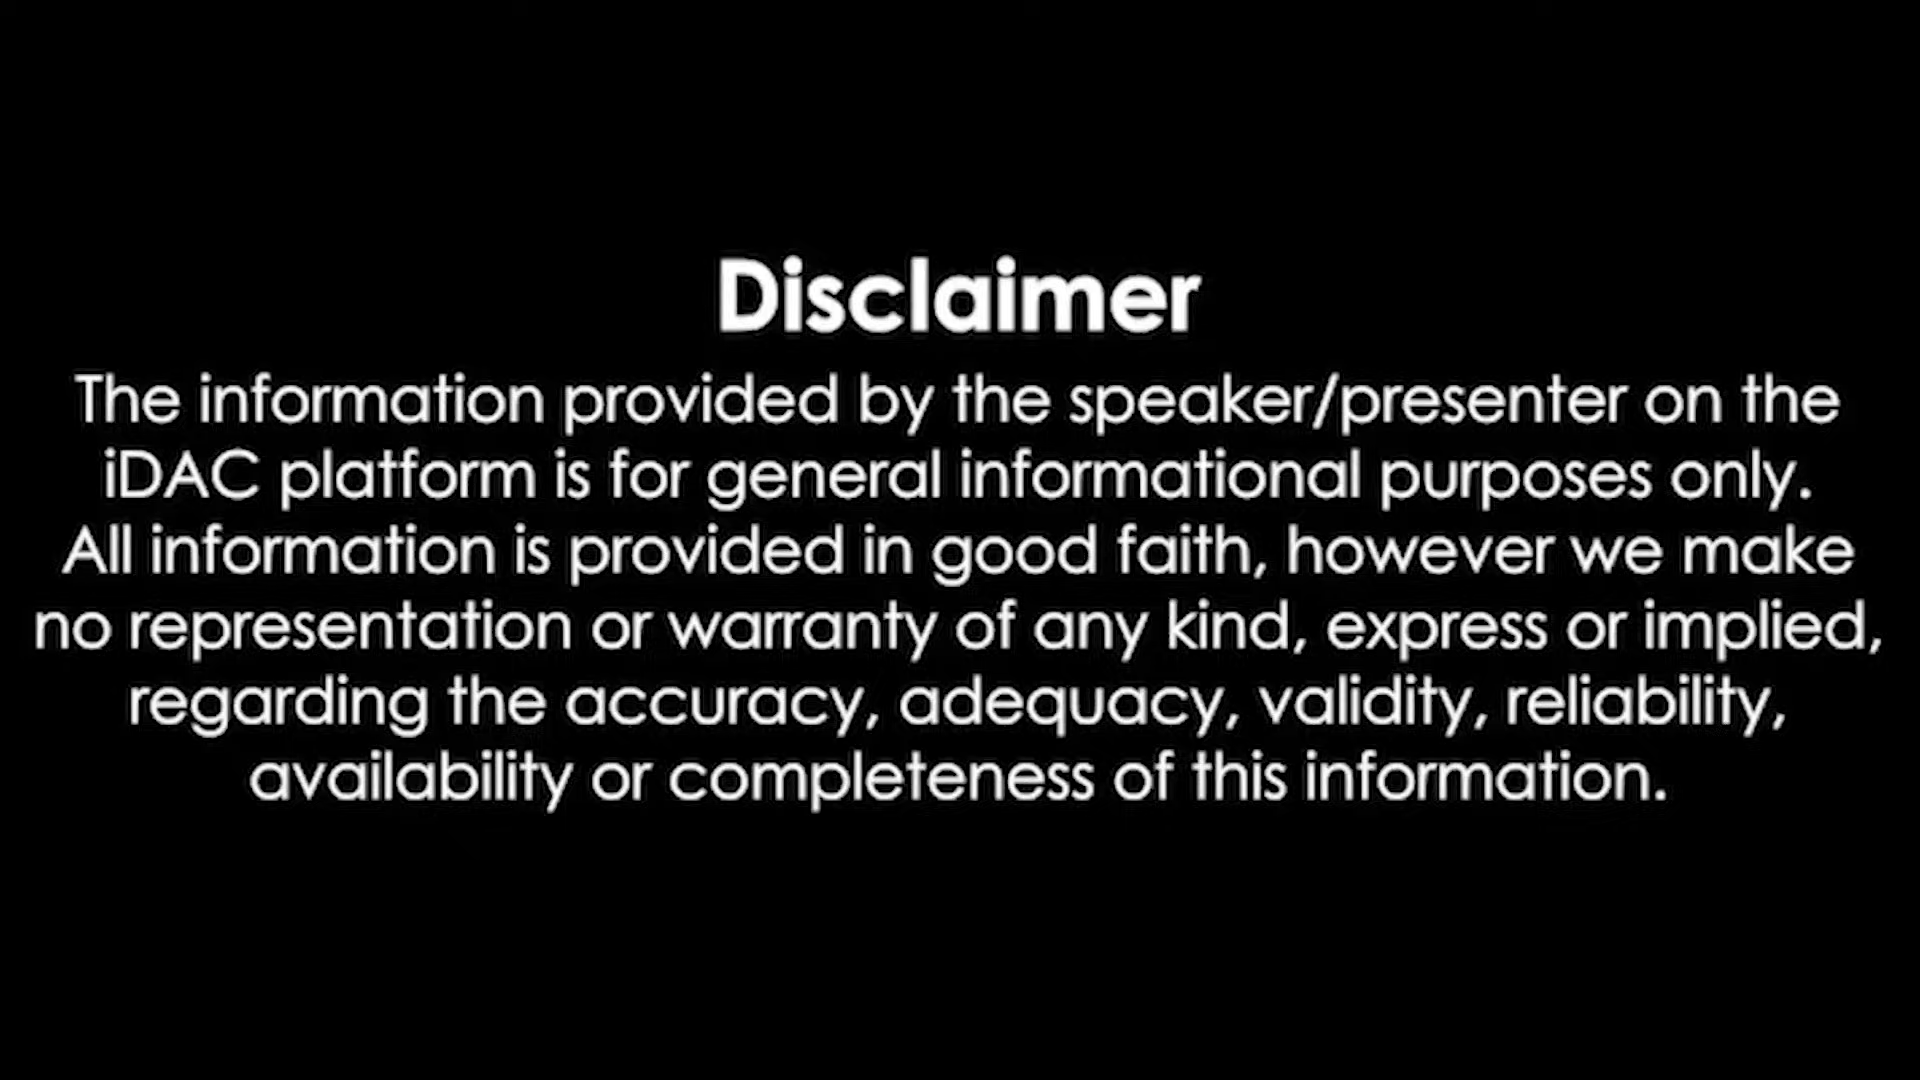 Disclaimer
The information provided by the speaker/presenter on the
iDAC platform is for general informational purposes only.
All information is provided in good faith, however we make
no representation or warranty of any kind, express or implied,
regarding the accuracy, adequacy, validity, reliability,
availability or completeness of this information.